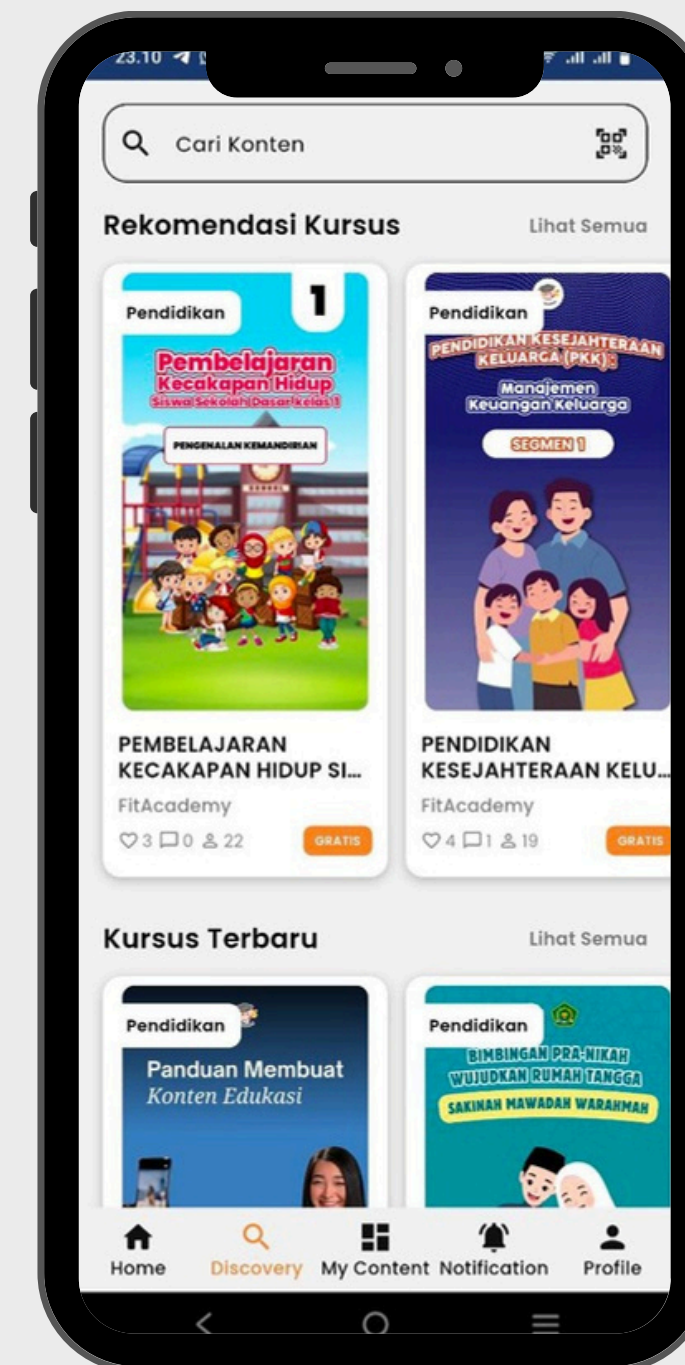 23.10
Cari Konten
Rekomendasi Kursus
Lihat Semua
Pendidikan
1
Pembelajaran
Kecakapan Hidup
Siswa Sekolah Dasar kelas 1
PENGENALAN KEMANDIRIAN
PEMBELAJARAN
KECAKAPAN HIDUP SI...
FitAcademy
3 0 22
GRATIS
Pendidikan
PENDIDIKAN KESEJAHTERAAN
KELUARGA (PKK) :
Manajemen
Keuangan Keluarga
SEGMEN 1
PENDIDIKAN
KESEJAHTERAAN KELU...
FitAcademy
4 1 19
GRATIS
Kursus Terbaru
Lihat Semua
Pendidikan
Panduan Membuat
Konten Edukasi
Pendidikan
BIMBINGAN PRA-NIKAH
WUJUDKAN RUMAH TANGGA
SAKINAH MAWADAH WARAHMAH
Home
Discovery
My Content
Notification
Profile